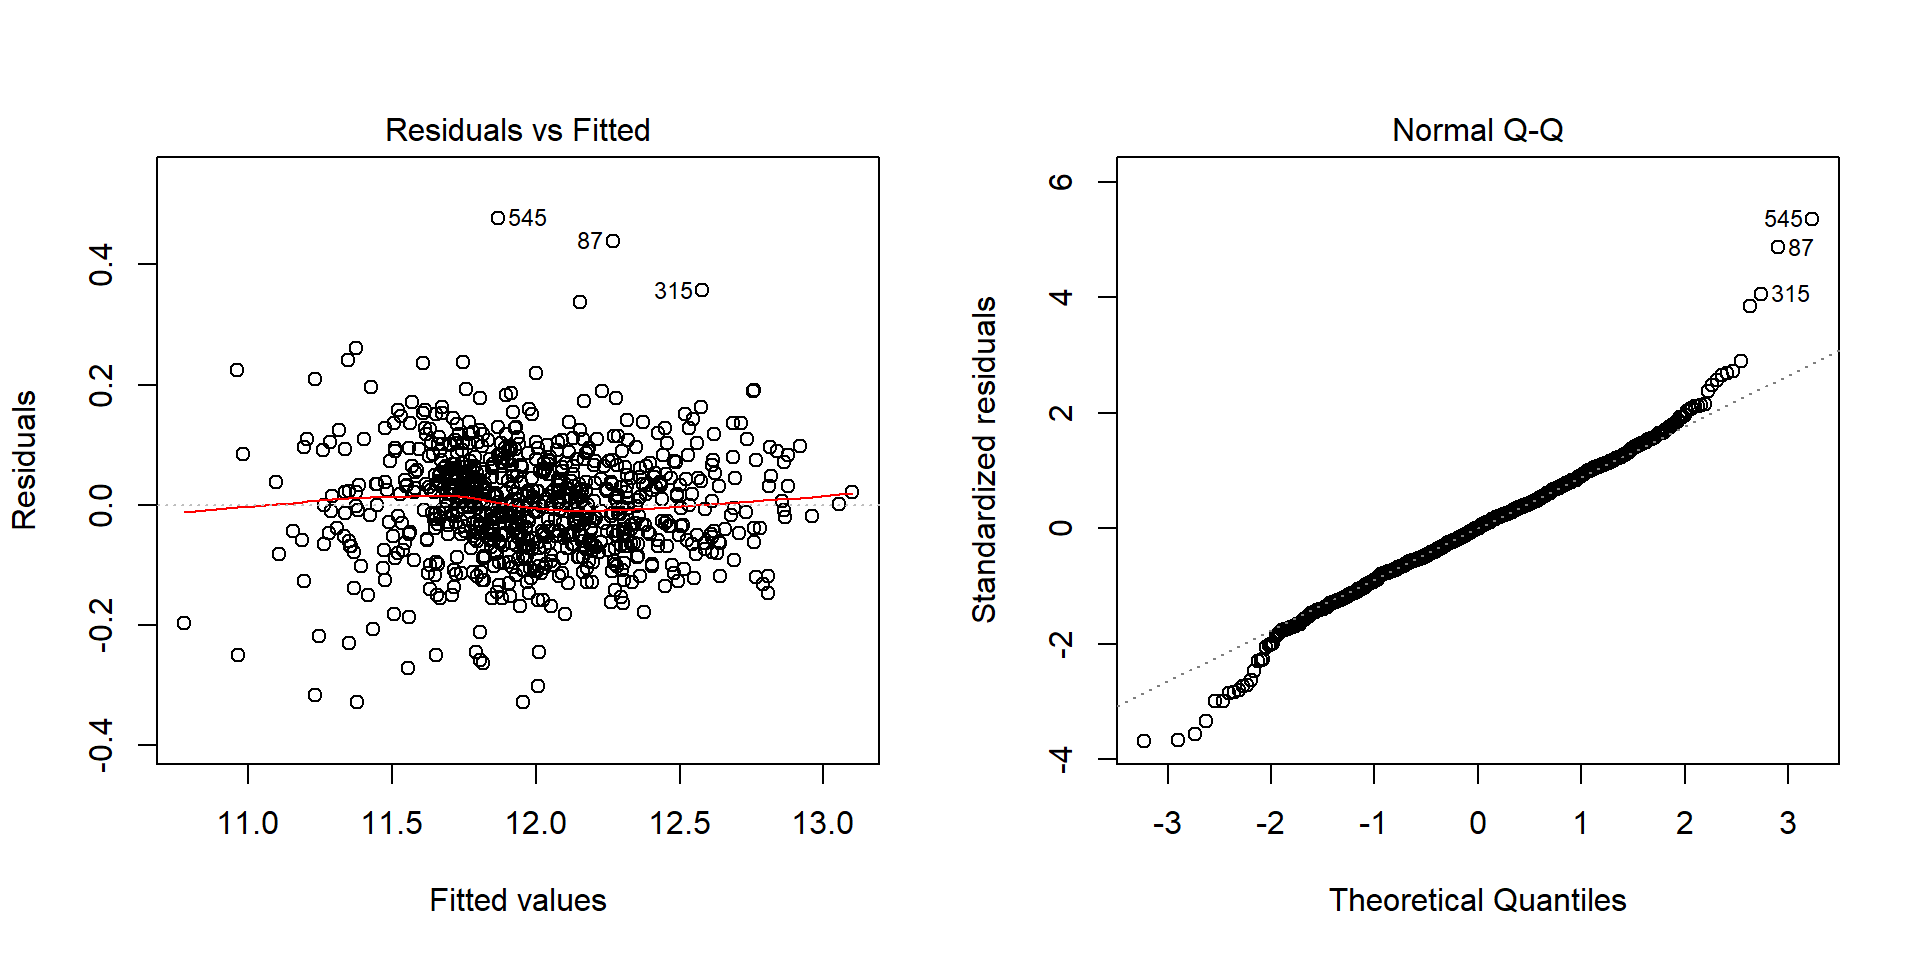 Residuals vs Fitted
Residuals
0.4
0.2
0.0
-0.2
-0.4
545
87
315
11.0 11.5 12.0 12.5 13.0
Fitted values
Normal Q-Q
Standardized residuals
6
4
2
0
-2
-4
545
87
315
-3 -2 -1 0 1 2 3
Theoretical Quantiles